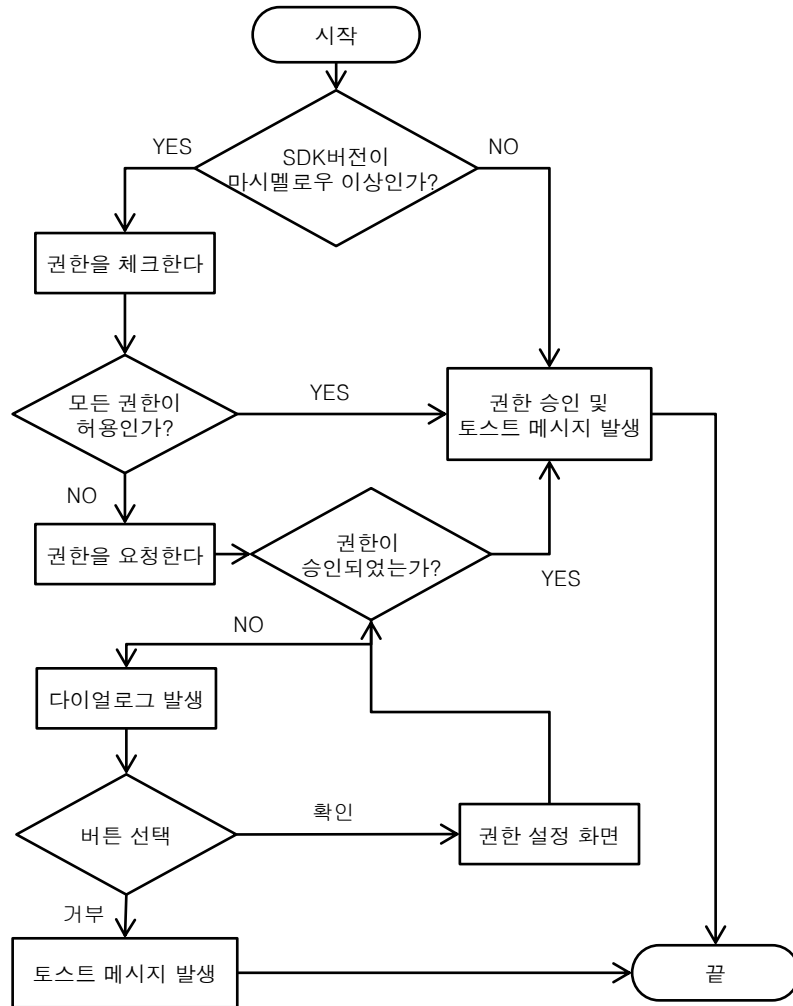 시작
YES
SDK버전이
마시멜로우 이상인가?
NO
권한을 체크한다
모든 권한이
허용인가?
YES
권한 승인 및
토스트 메시지 발생
NO
권한을 요청한다
권한이
승인되었는가?
YES
NO
다이얼로그 발생
버튼 선택
확인
권한 설정 화면
거부
토스트 메시지 발생
끝